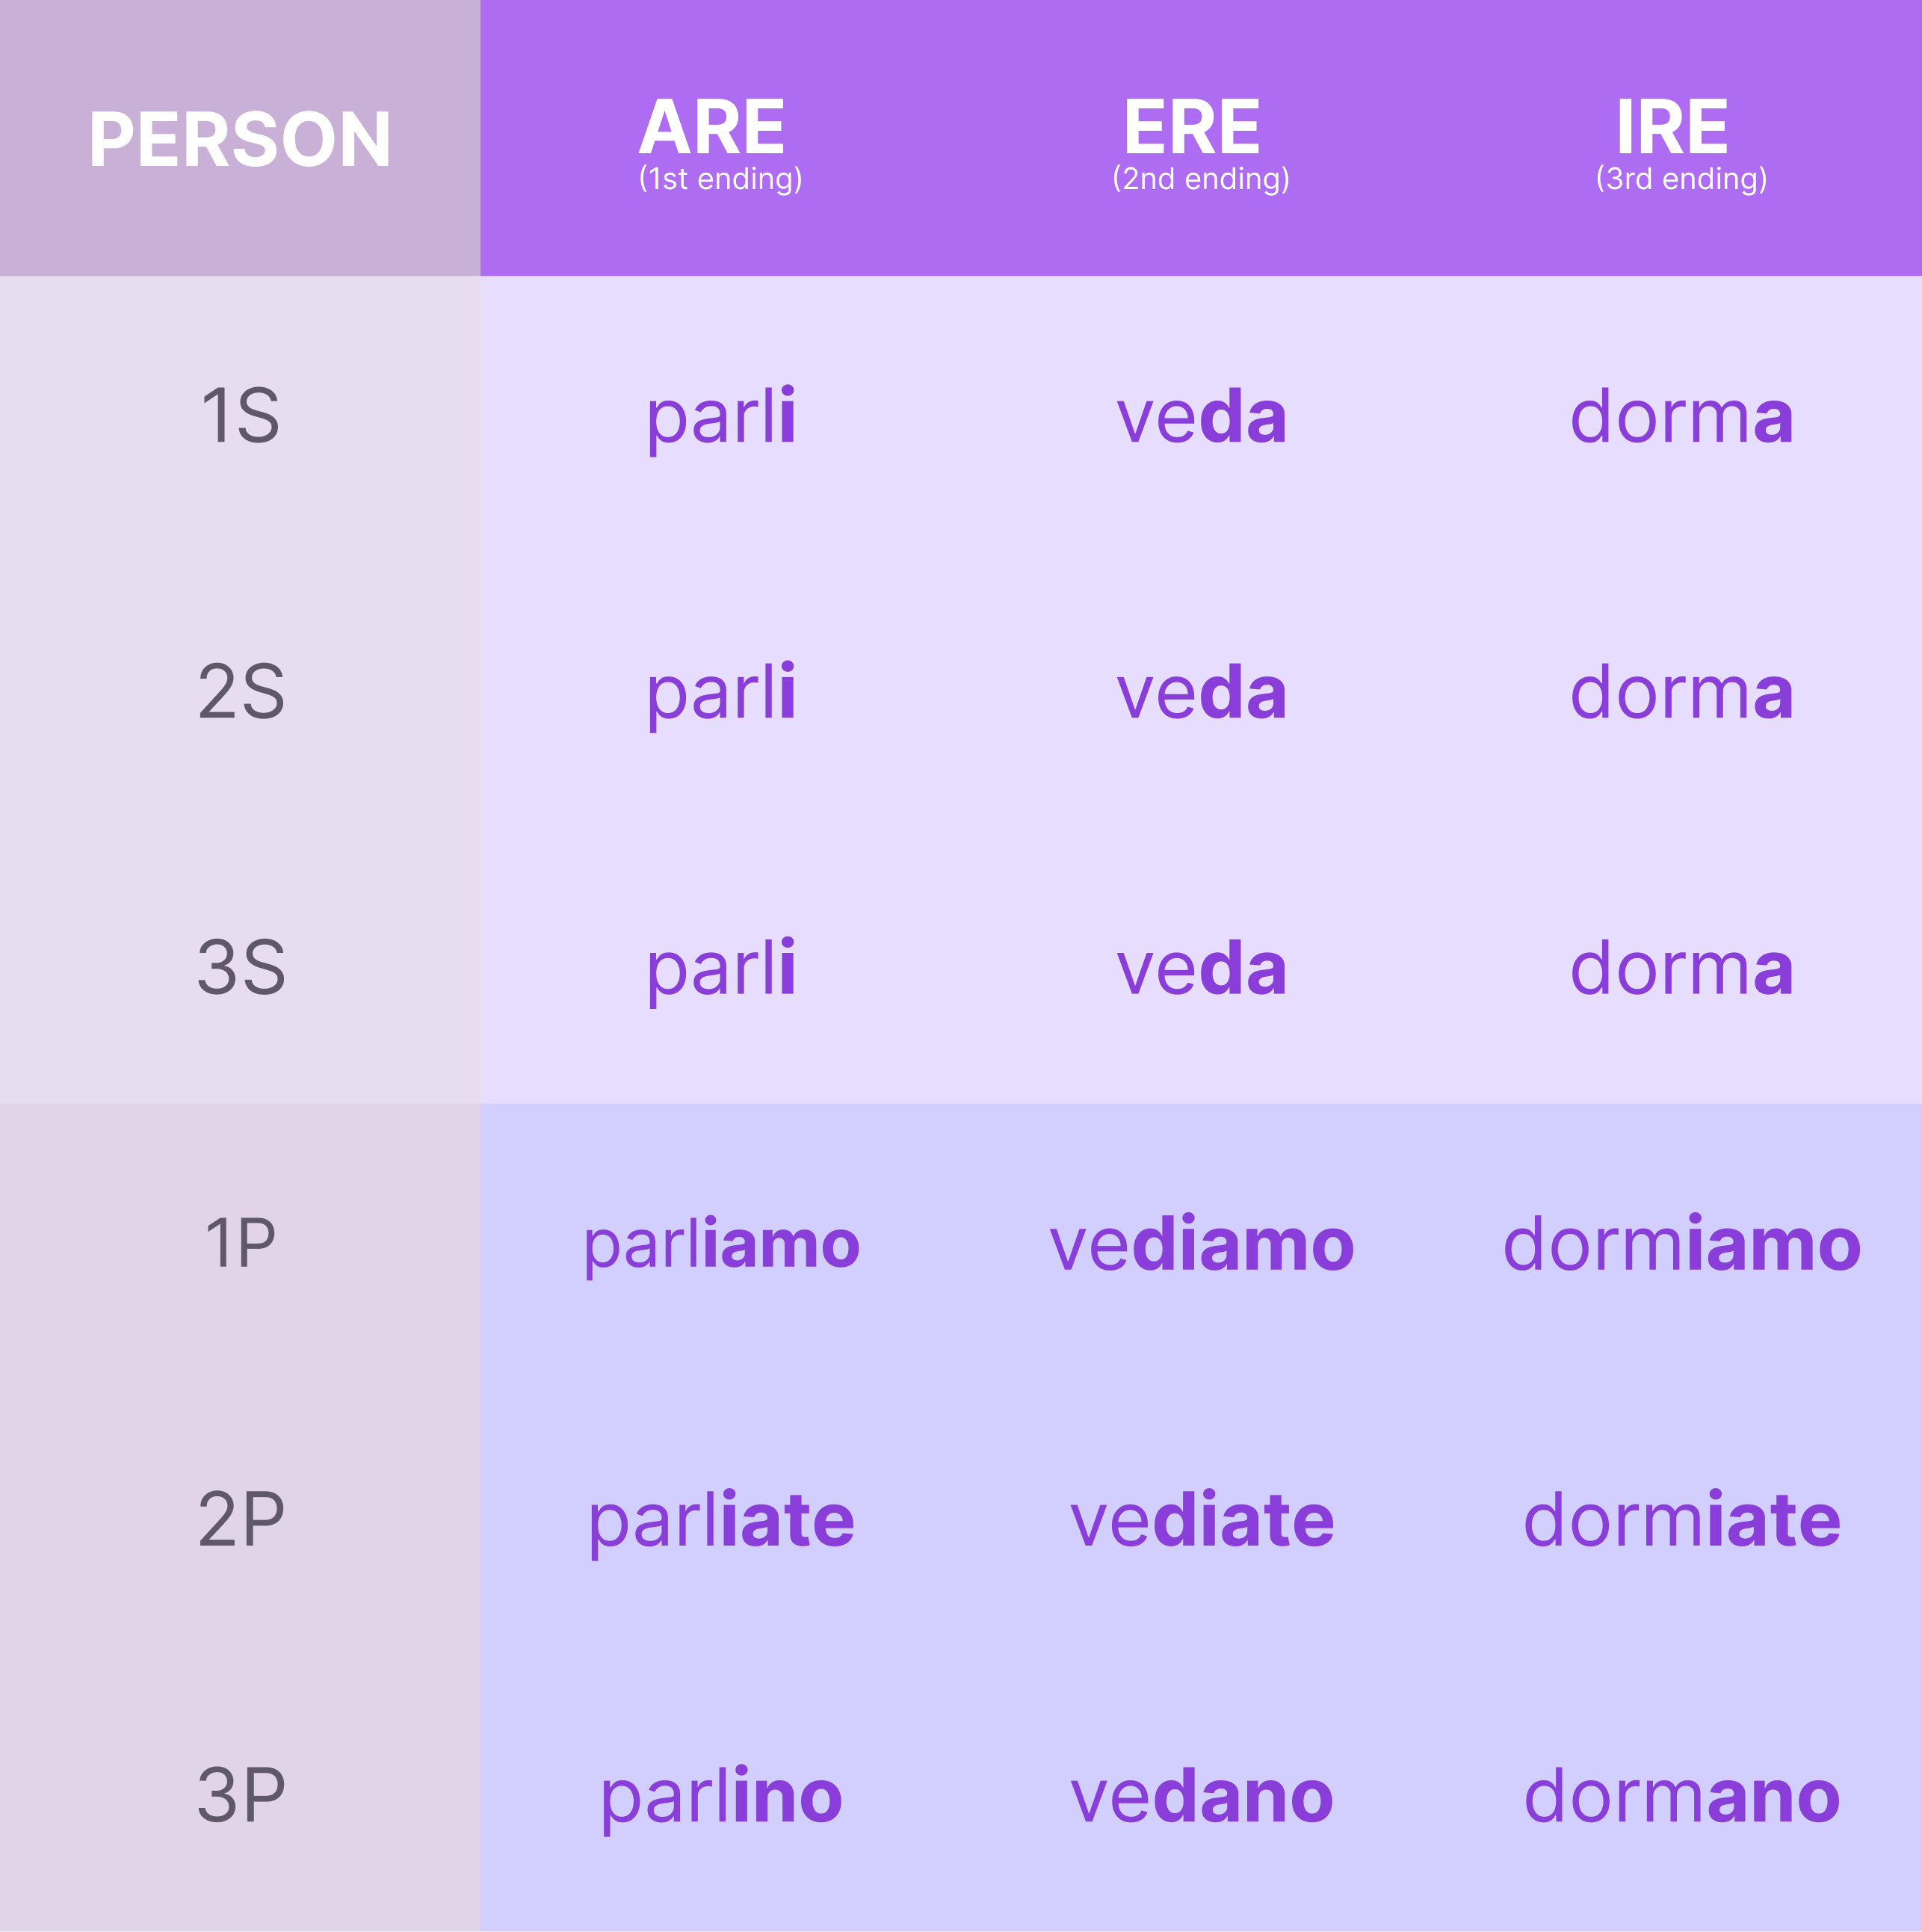 PERSON ARE ERE IRE
(1st ending) (2nd ending) (3rd ending)
1S parli veda dorma
2S parli veda dorma
3S parli veda dorma
1P parliamo vediamo dormiamo
2P parliate vediate dormiate
3P parlino vedano dormano